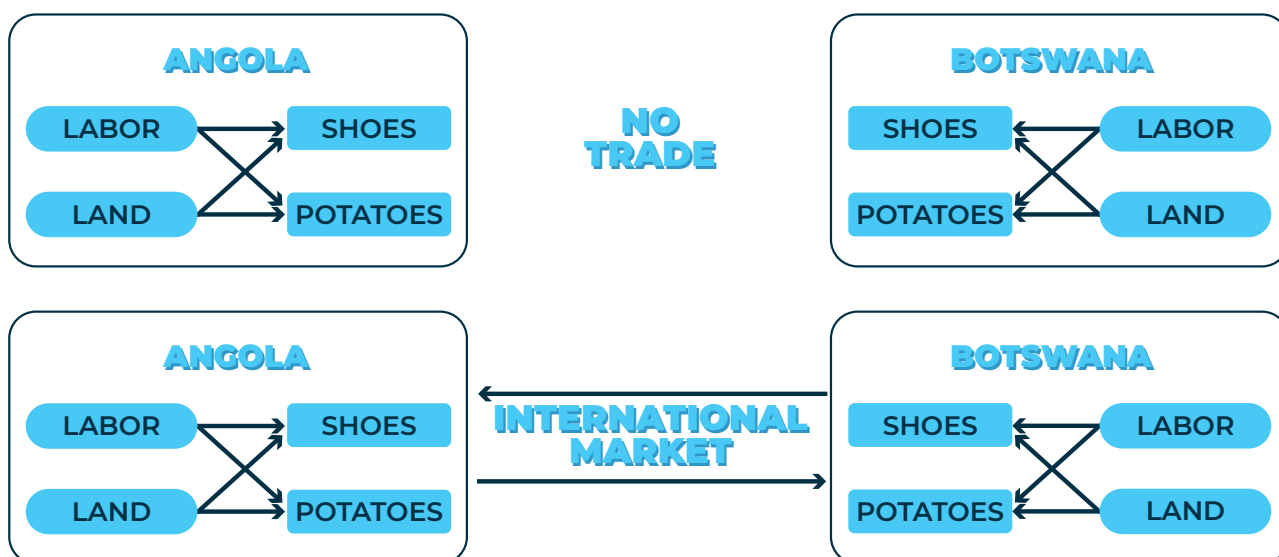 ANGOLA
LABOR
SHOES
LAND
POTATOES
NO
TRADE
BOTSWANA
SHOES
LABOR
POTATOES
LAND
ANGOLA
LABOR
SHOES
LAND
POTATOES
INTERNATIONAL
MARKET
BOTSWANA
SHOES
LABOR
POTATOES
LAND